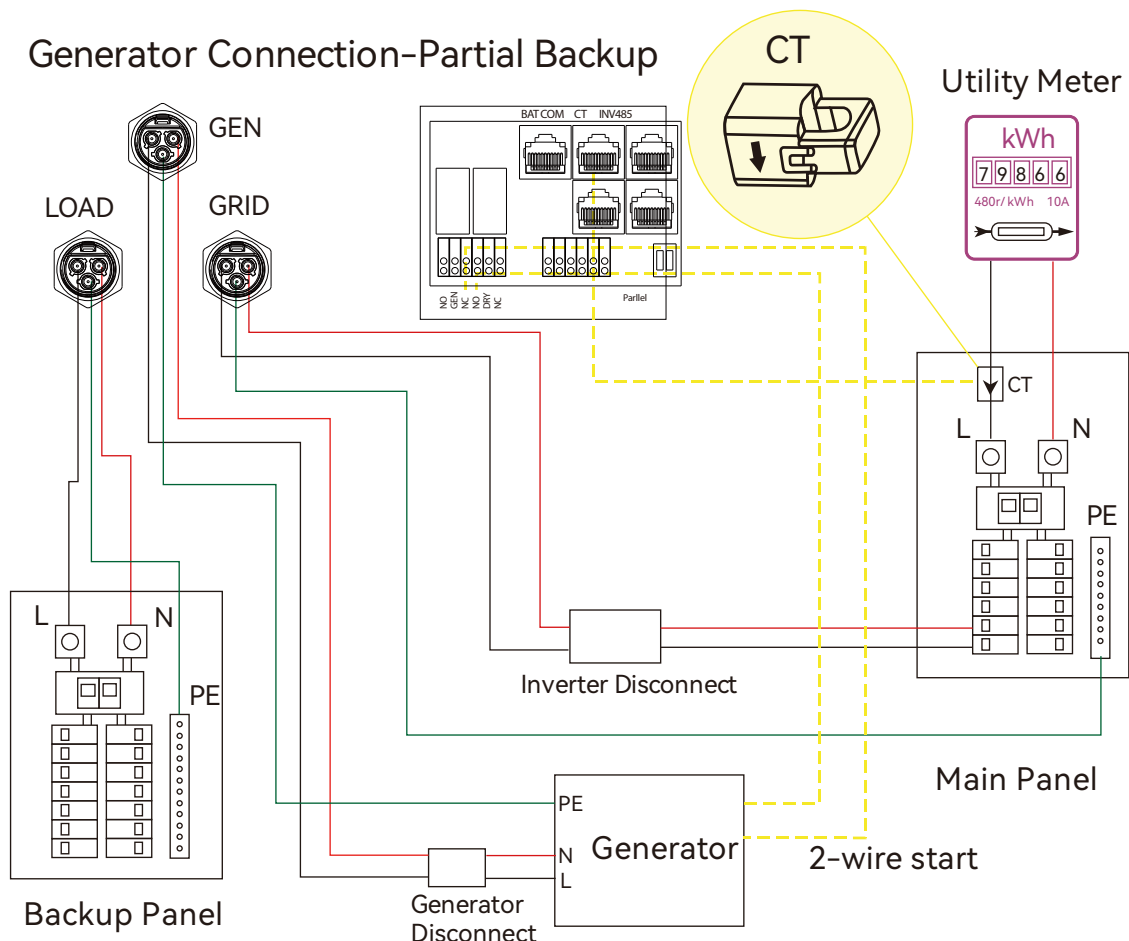 Generator Connection-Partial Backup
CT
Utility Meter
GEN
BAT COM CT INV485
kWh
79866
480r/kWh 10A
LOAD
GRID
NO
GEN
NC
NO
DRY
NC
Parllel
CT
L
N
PE
L
N
PE
Inverter Disconnect
Main Panel
PE
N
L
Generator
2-wire start
Backup Panel
Generator
Disconnect